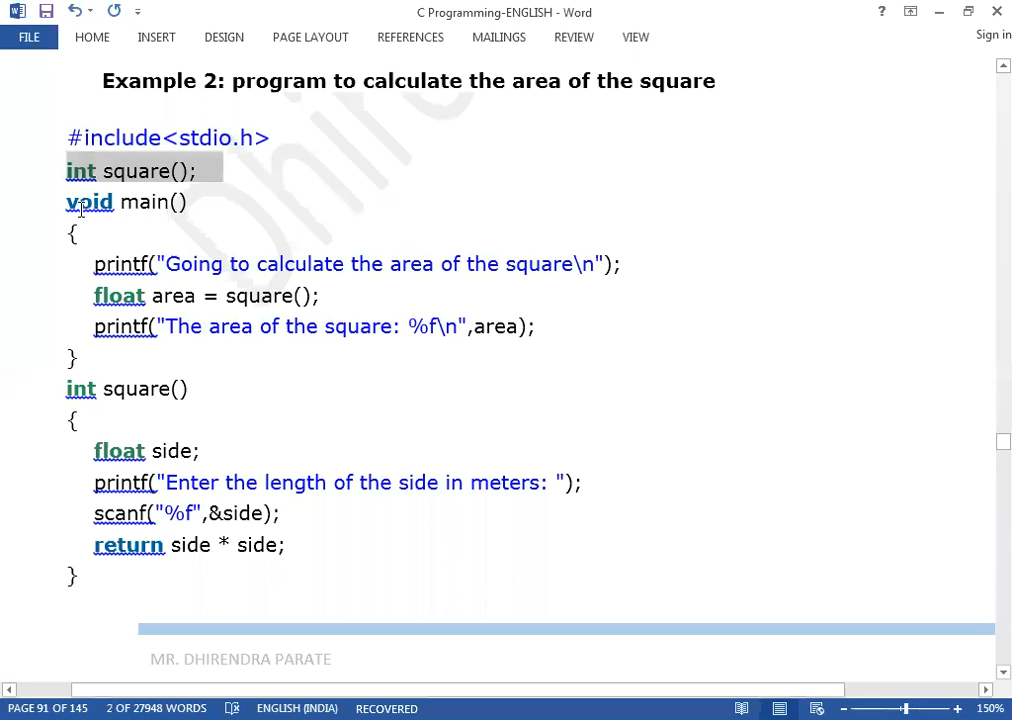 C Programming-ENGLISH - Word
?
FILE HOME INSERT DESIGN PAGE LAYOUT REFERENCES MAILINGS REVIEW VIEW Sign in
Example 2: program to calculate the area of the square
#include<stdio.h>
int square();
void main()
{
printf("Going to calculate the area of the square\n");
float area = square();
printf("The area of the square: %f\n",area);
}
int square()
{
float side;
printf("Enter the length of the side in meters: ");
scanf("%f",&side);
return side * side;
}
Dhire
MR. DHIRENDRA PARATE
PAGE 91 OF 145 2 OF 27948 WORDS ENGLISH (INDIA) RECOVERED 150%